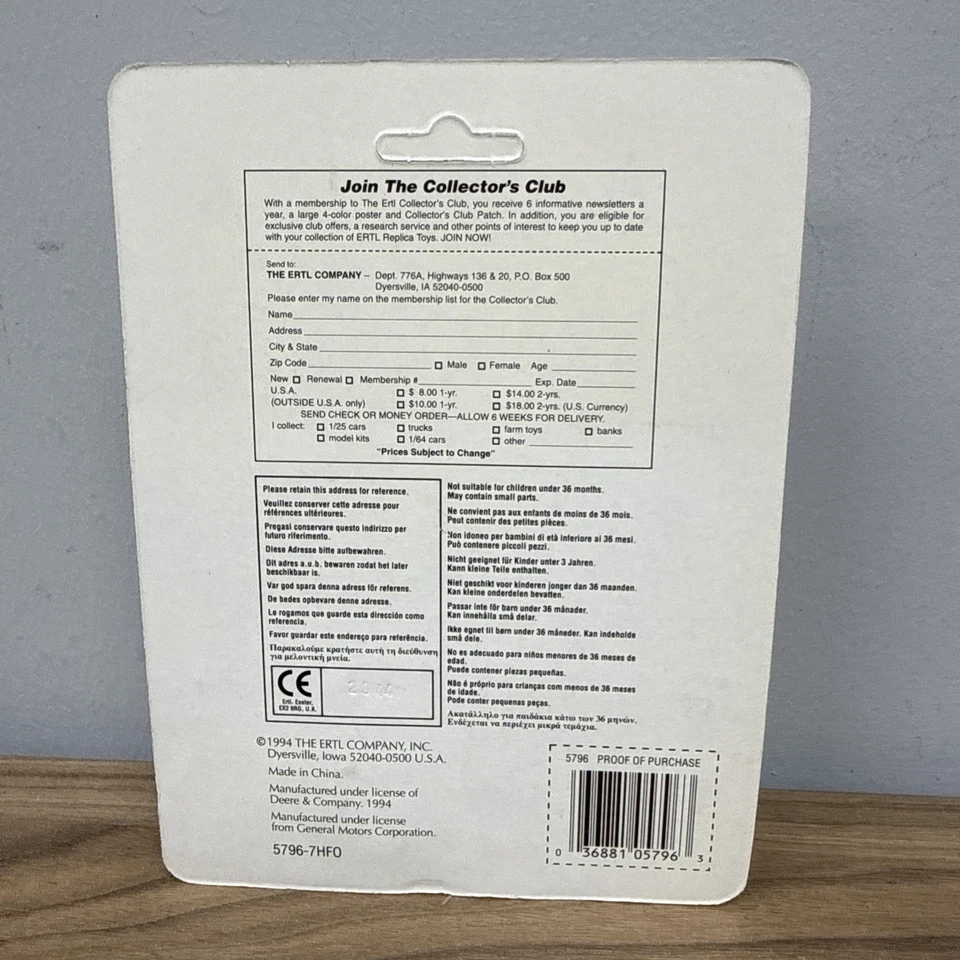 Join The Collector's Club
With a membership to The Ertl Collector's Club, you receive 6 informative newsletters a
year, a large 4-color poster and Collector's Club Patch. In addition, you are eligible for
exclusive club offers, a research service and other points of interest to keep you up to date
with your collection of ERTL Replica Toys. JOIN NOW!
Send to:
THE ERTL COMPANY – Dept. 776A, Highways 136 & 20, P.O. Box 500
Dyersville, IA 52040-0500
Please enter my name on the membership list for the Collector's Club.
Name
Address
City & State
Zip Code Male Female Age
New Renewal Membership # Exp. Date
U.S.A. $ 8.00 1-yr. $14.00 2-yrs.
(OUTSIDE U.S.A. only) $10.00 1-yr. $18.00 2-yrs. (U.S. Currency)
SEND CHECK OR MONEY ORDER—ALLOW 6 WEEKS FOR DELIVERY.
I collect: 1/25 cars trucks farm toys banks
model kits 1/64 cars other
"Prices Subject to Change"
Please retain this address for reference.
Veuillez conserver cette adresse pour
références ultérieures.
Pregasi conservare questo indirizzo per
futuro riferimento.
Diese Adresse bitte aufbewahren.
Dit adres a.u.b. bewaren zodat het later
beschikbaar is.
Var god spara denna adress för referens.
De bedes opbevare denne adresse.
Le rogamos que guarde esta dirección como
referencia.
Favor guardar este endereço para referência.
Παρακαλούμε κρατήστε αυτή τη διεύθυνση
για μελοντική μνεία.
CE
Ertl. Exeter,
EX2 8NG, U.K.
Not suitable for children under 36 months.
May contain small parts.
Ne convient pas aux enfants de moins de 36 mois.
Peut contenir des petites pièces.
Non idoneo per bambini di età inferiore ai 36 mesi.
Può contenere piccoli pezzi.
Nicht geeignet für Kinder unter 3 Jahren.
Kann kleine Teile enthalten.
Niet geschikt voor kinderen jonger dan 36 maanden.
Kan kleine onderdelen bevatten.
Passar inte för barn under 36 månader.
Kan innehålla små delar.
Ikke egnet til børn under 36 måneder. Kan indeholde
små dele.
No es adecuado para niños menores de 36 meses de
edad.
Puede contener piezas pequeñas.
Não é próprio para crianças com menos de 36 meses
de idade.
Pode conter pequenas peças.
Ακατάλληλο για παιδάκια κάτω των 36 μηνών.
Ενδέχεται να περιέχει μικρά τεμάχια.
©1994 THE ERTL COMPANY, INC.
Dyersville, Iowa 52040-0500 U.S.A.
Made in China.
Manufactured under license of
Deere & Company. 1994
Manufactured under license
from General Motors Corporation.
5796-7HFO
5796 PROOF OF PURCHASE
0 36881 05796 3